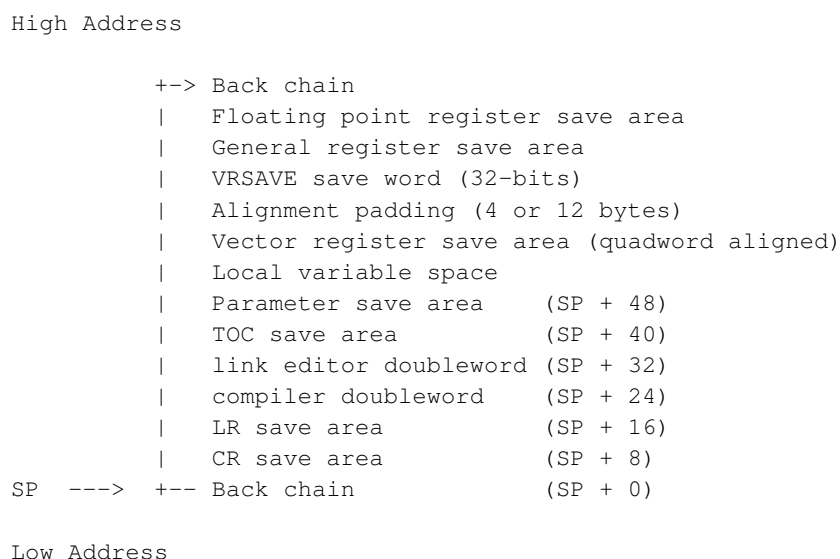 High Address
+-> Back chain
|   Floating point register save area
|   General register save area
|   VRSAVE save word (32-bits)
|   Alignment padding (4 or 12 bytes)
|   Vector register save area (quadword aligned)
|   Local variable space
|   Parameter save area    (SP + 48)
|   TOC save area          (SP + 40)
|   link editor doubleword (SP + 32)
|   compiler doubleword    (SP + 24)
|   LR save area           (SP + 16)
|   CR save area           (SP + 8)
SP  --->  +-- Back chain             (SP + 0)
Low Address